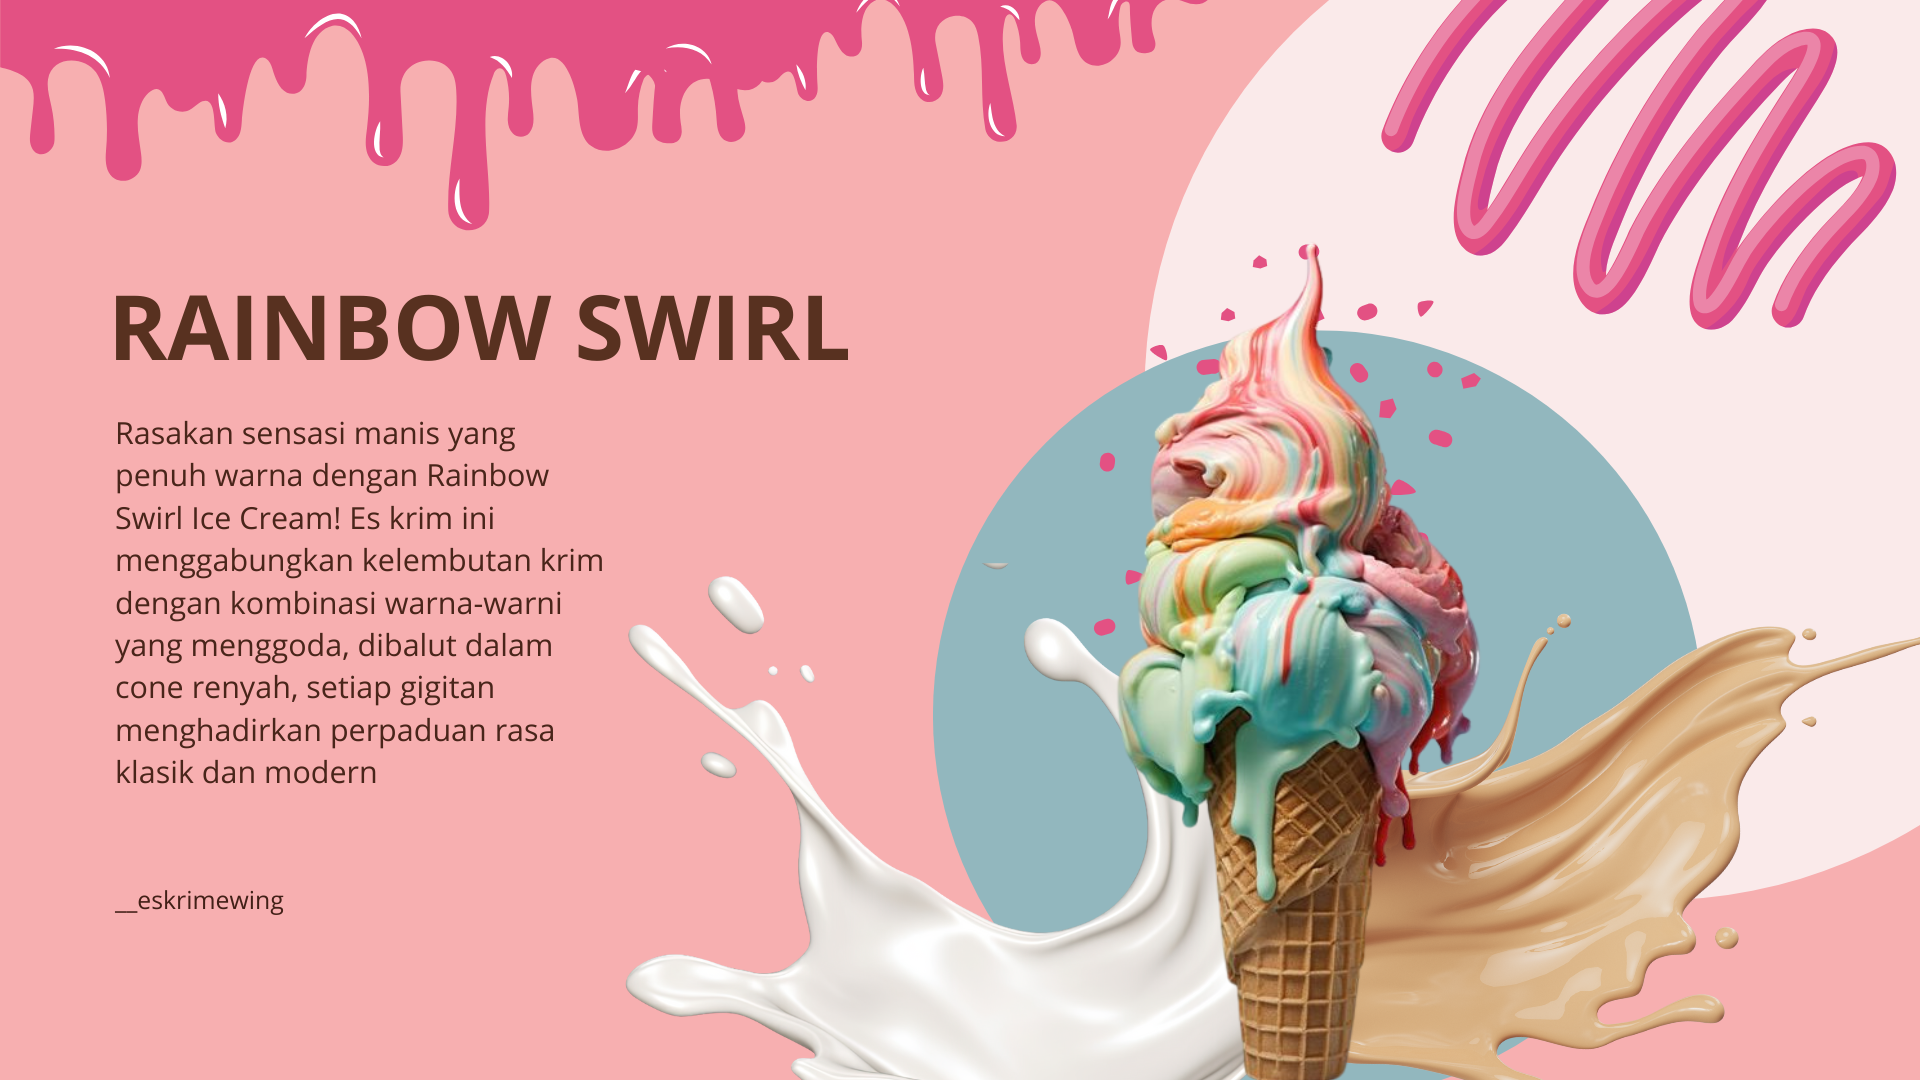 RAINBOW SWIRL
Rasakan sensasi manis yang
penuh warna dengan Rainbow
Swirl Ice Cream! Es krim ini
menggabungkan kelembutan krim
dengan kombinasi warna-warni
yang menggoda, dibalut dalam
cone renyah, setiap gigitan
menghadirkan perpaduan rasa
klasik dan modern
__eskrimewing